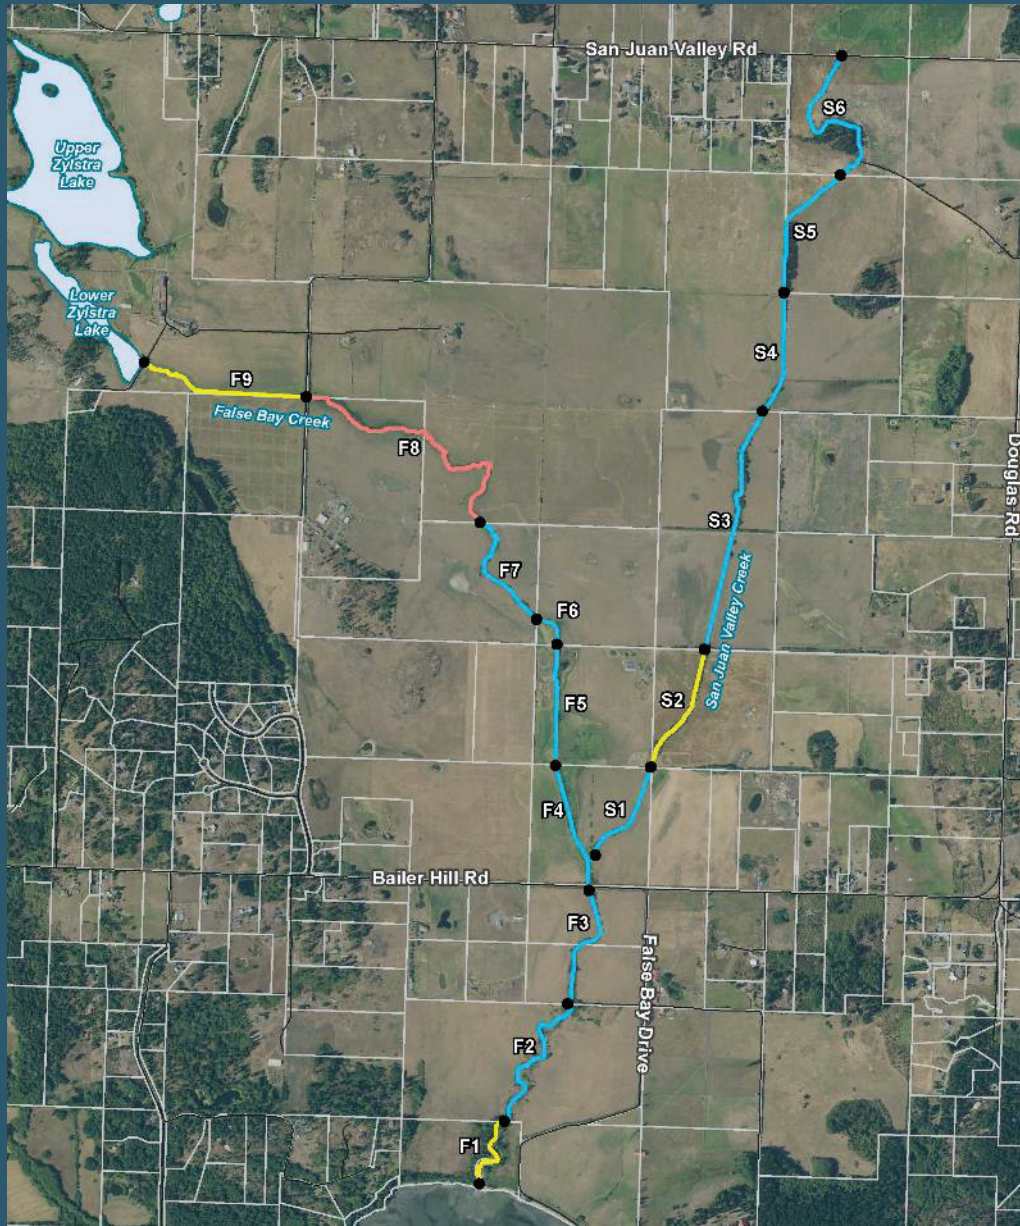 San Juan Valley Rd
S6
Upper
Zylstra
Lake
S5
Lower
Zylstra
Lake
S4
F9
False Bay Creek
F8
Douglas Rd
S3
San Juan Valley Creek
F7
F6
S2
F5
F4
S1
Bailer Hill Rd
F3
False Bay Drive
F2
F1